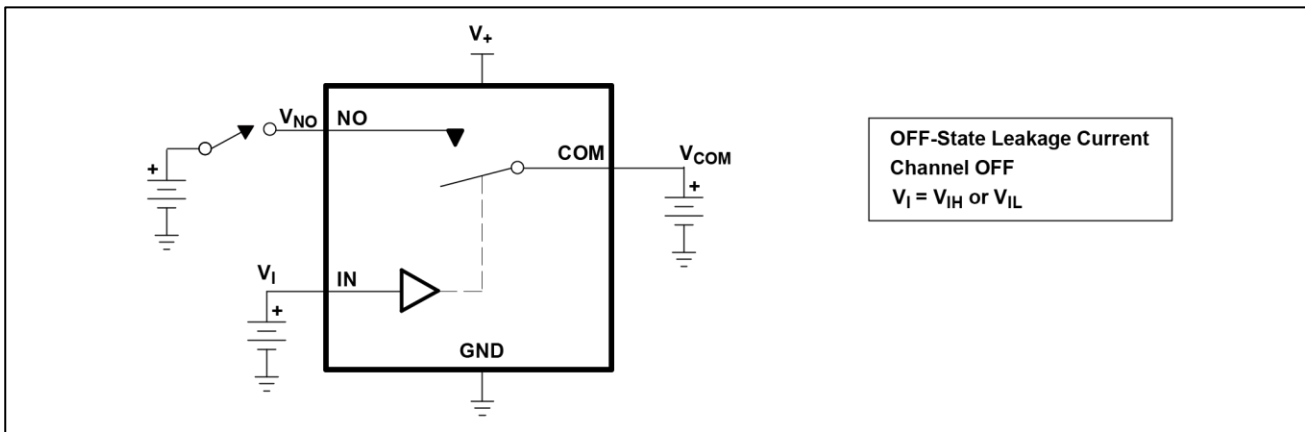 V+
VNO NO
COM VCOM
+
+
VI IN
+
GND
OFF-State Leakage Current
Channel OFF
VI = VIH or VIL